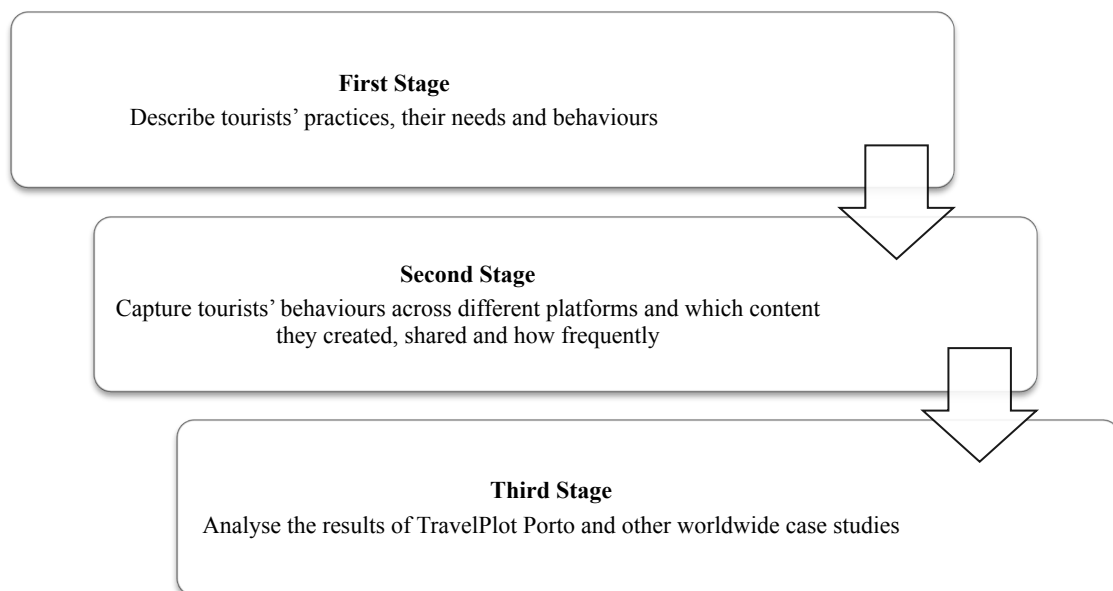 First Stage
Describe tourists’ practices, their needs and behaviours
Second Stage
Capture tourists’ behaviours across different platforms and which content
they created, shared and how frequently
Third Stage
Analyse the results of TravelPlot Porto and other worldwide case studies